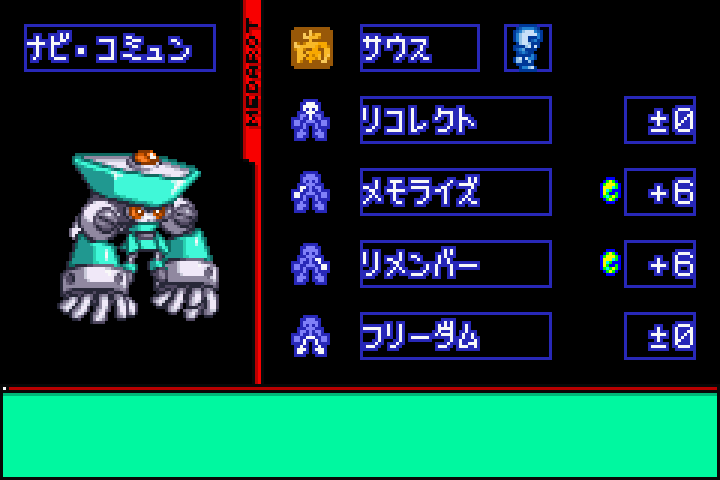 ナビ・コミュン
MEDAROT
南
サウス
リコレクト ±0
メモライズ +6
リメンバー +6
フリーダム ±0